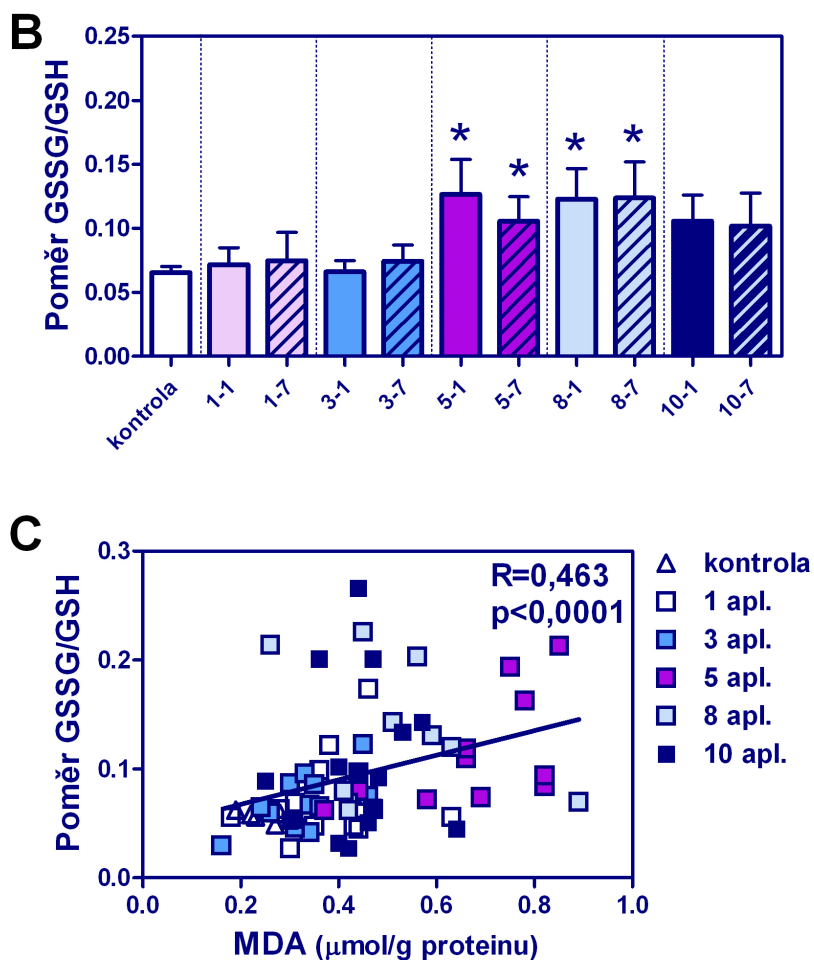 B
Poměr GSSG/GSH
0.25
0.20
0.15
0.10
0.05
0.00
* * * *
kontrola 1-1 1-7 3-1 3-7 5-1 5-7 8-1 8-7 10-1 10-7
C
Poměr GSSG/GSH
0.3
0.2
0.1
0.0
R=0,463
p<0,0001
kontrola
1 apl.
3 apl.
5 apl.
8 apl.
10 apl.
0.0 0.2 0.4 0.6 0.8 1.0
MDA (μmol/g proteinu)